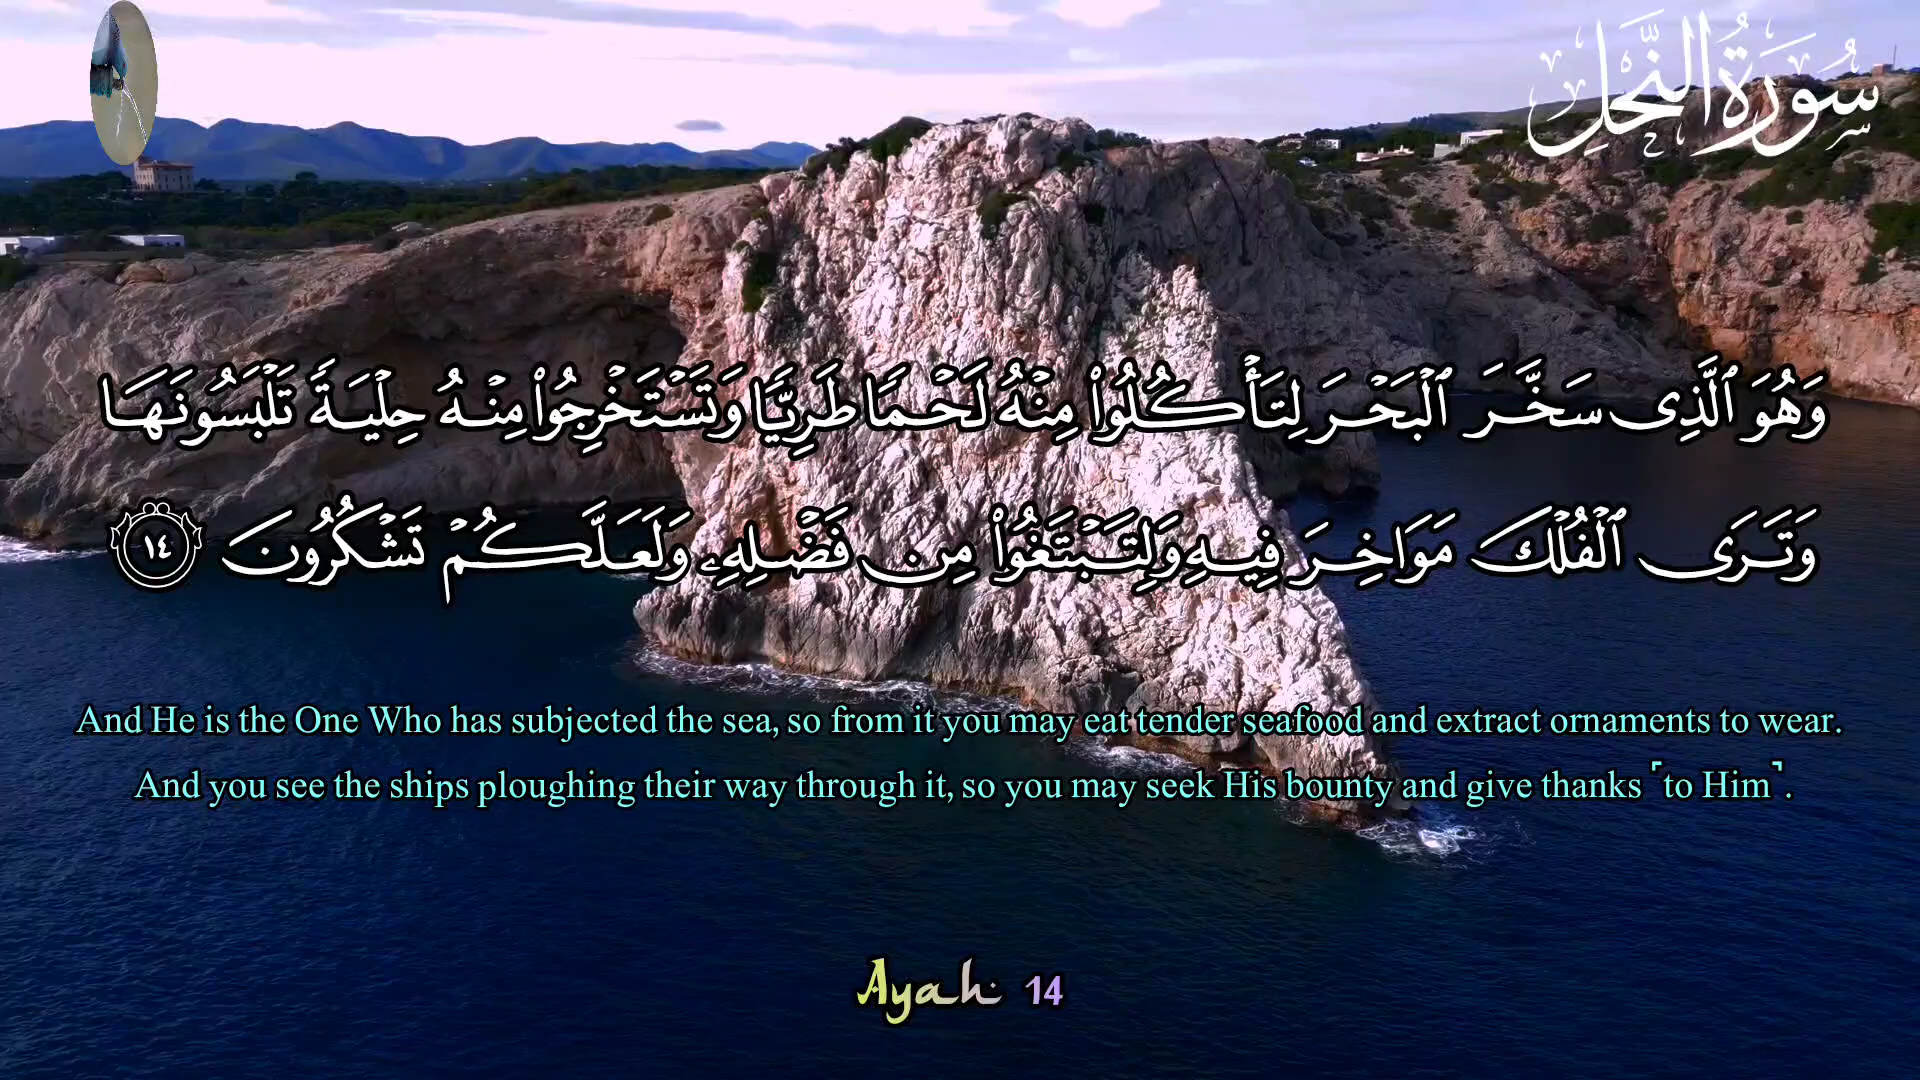 سُورَةُ النَّحْلِ
وَهُوَ ٱلَّذِى سَخَّرَ ٱلْبَحْرَ لِتَأْكُلُوا۟ مِنْهُ لَحْمًا طَرِيًّا وَتَسْتَخْرِجُوا۟ مِنْهُ حِلْيَةً تَلْبَسُونَهَا
وَتَرَى ٱلْفُلْكَ مَوَاخِرَ فِيهِ وَلِتَبْتَغُوا۟ مِن فَضْلِهِۦ وَلَعَلَّكُمْ تَشْكُرُونَ ١٤
And He is the One Who has subjected the sea, so from it you may eat tender seafood and extract ornaments to wear.
And you see the ships ploughing their way through it, so you may seek His bounty and give thanks ˹to Him˺.
Ayah 14